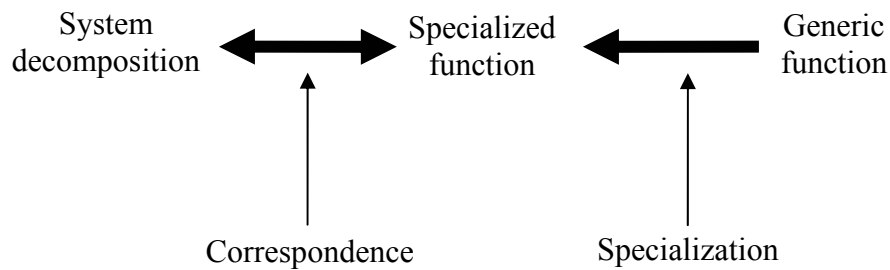 System
decomposition
Specialized
function
Generic
function
Correspondence
Specialization